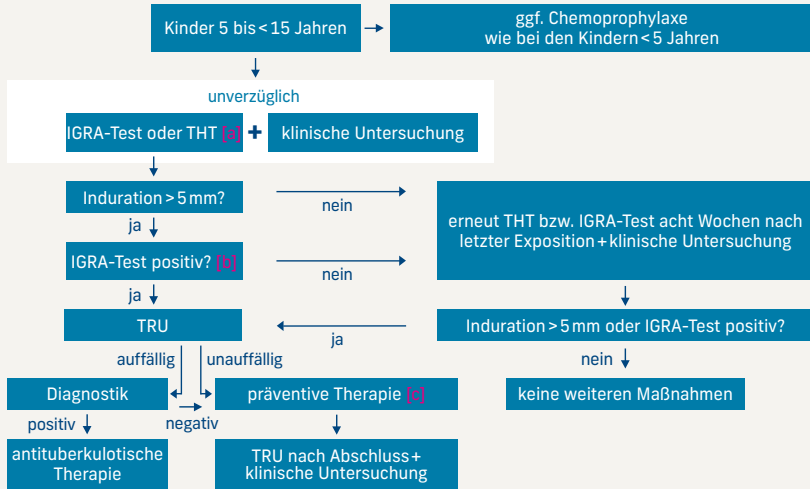 Kinder 5 bis < 15 Jahren
ggf. Chemoprophylaxe
wie bei den Kindern < 5 Jahren
unverzüglich
IGRA-Test oder THT [a]
+
klinische Untersuchung
Induration > 5 mm?
nein
ja
erneut THT bzw. IGRA-Test acht Wochen nach
letzter Exposition + klinische Untersuchung
IGRA-Test positiv? [b]
nein
ja
TRU
ja
Induration > 5 mm oder IGRA-Test positiv?
auffällig
unauffällig
nein
Diagnostik
präventive Therapie [c]
keine weiteren Maßnahmen
positiv
negativ
antituberkulotische
Therapie
TRU nach Abschluss +
klinische Untersuchung